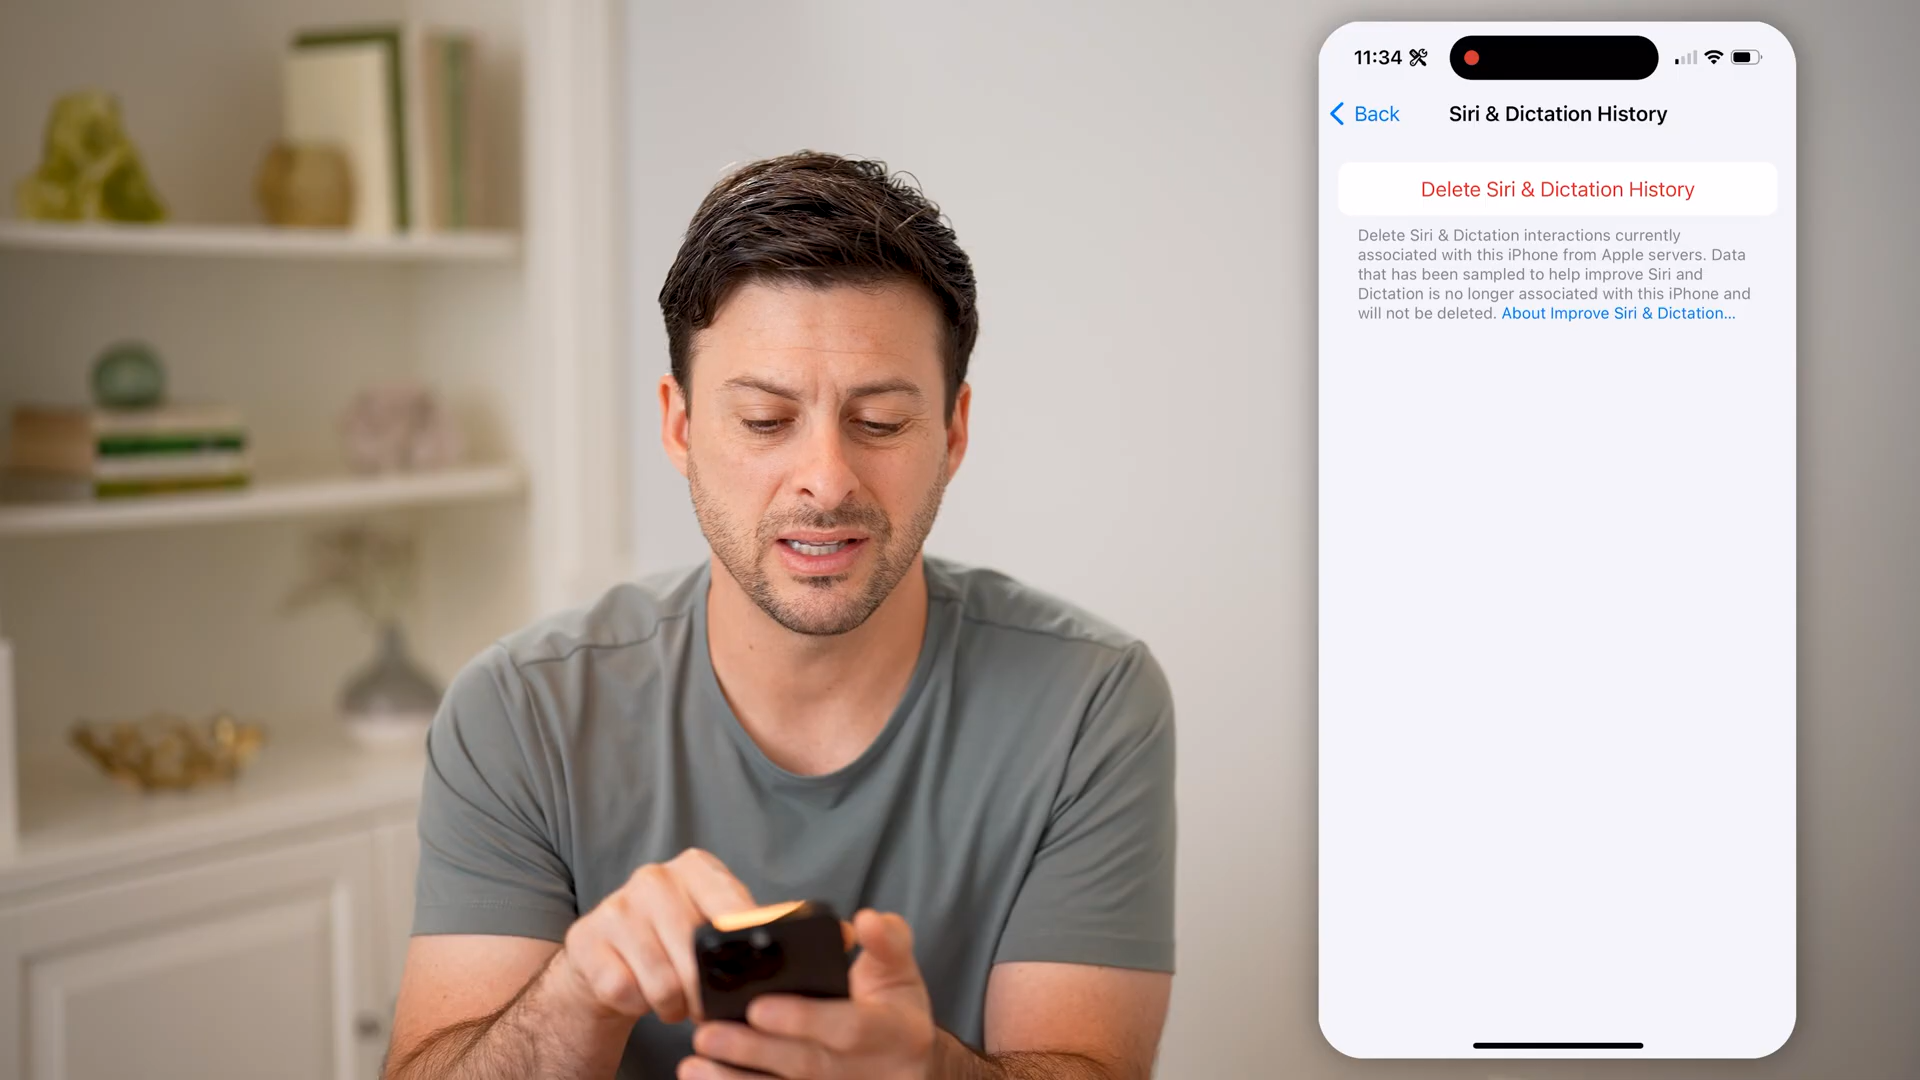 11:34
Back
Siri & Dictation History
Delete Siri & Dictation History
Delete Siri & Dictation interactions currently
associated with this iPhone from Apple servers. Data
that has been sampled to help improve Siri and
Dictation is no longer associated with this iPhone and
will not be deleted. About Improve Siri & Dictation...